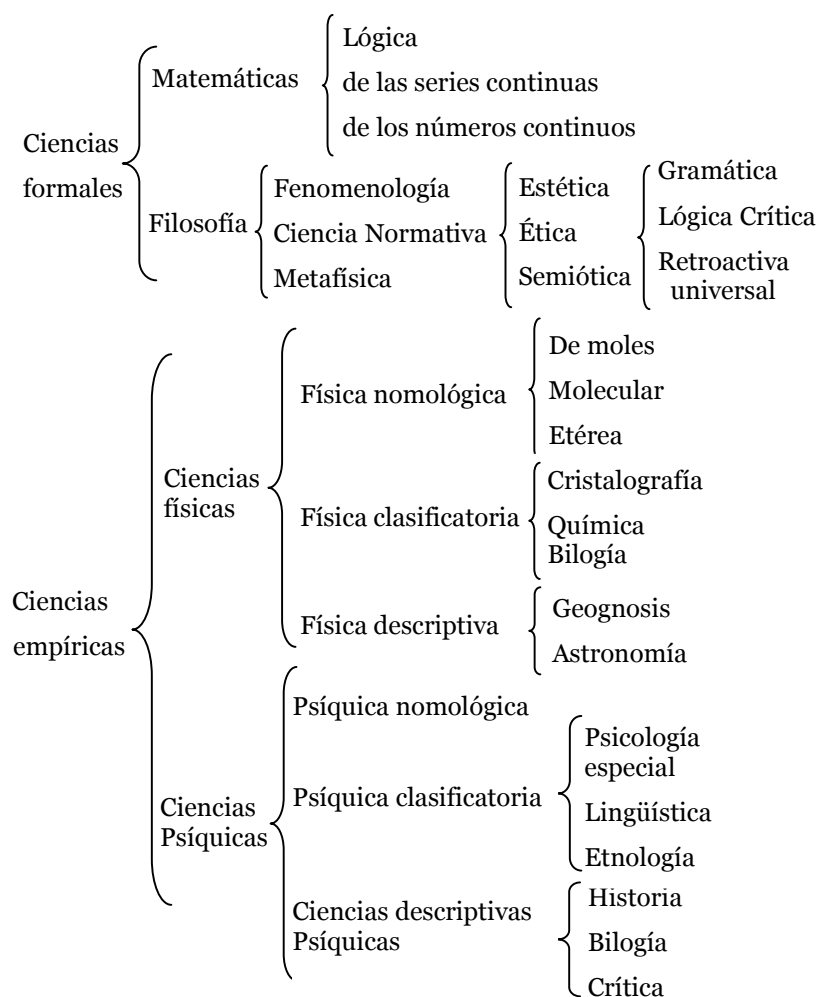 Ciencias
formales
Matemáticas
Lógica
de las series continuas
de los números continuos
Filosofía
Fenomenología
Ciencia Normativa
Metafísica
Estética
Ética
Semiótica
Gramática
Lógica Crítica
Retroactiva
universal
Ciencias
empíricas
Ciencias
físicas
Física nomológica
De moles
Molecular
Etérea
Física clasificatoria
Cristalografía
Química
Bilogía
Física descriptiva
Geognosis
Astronomía
Ciencias
Psíquicas
Psíquica nomológica
Psíquica clasificatoria
Psicología
especial
Lingüística
Etnología
Ciencias descriptivas
Psíquicas
Historia
Bilogía
Crítica